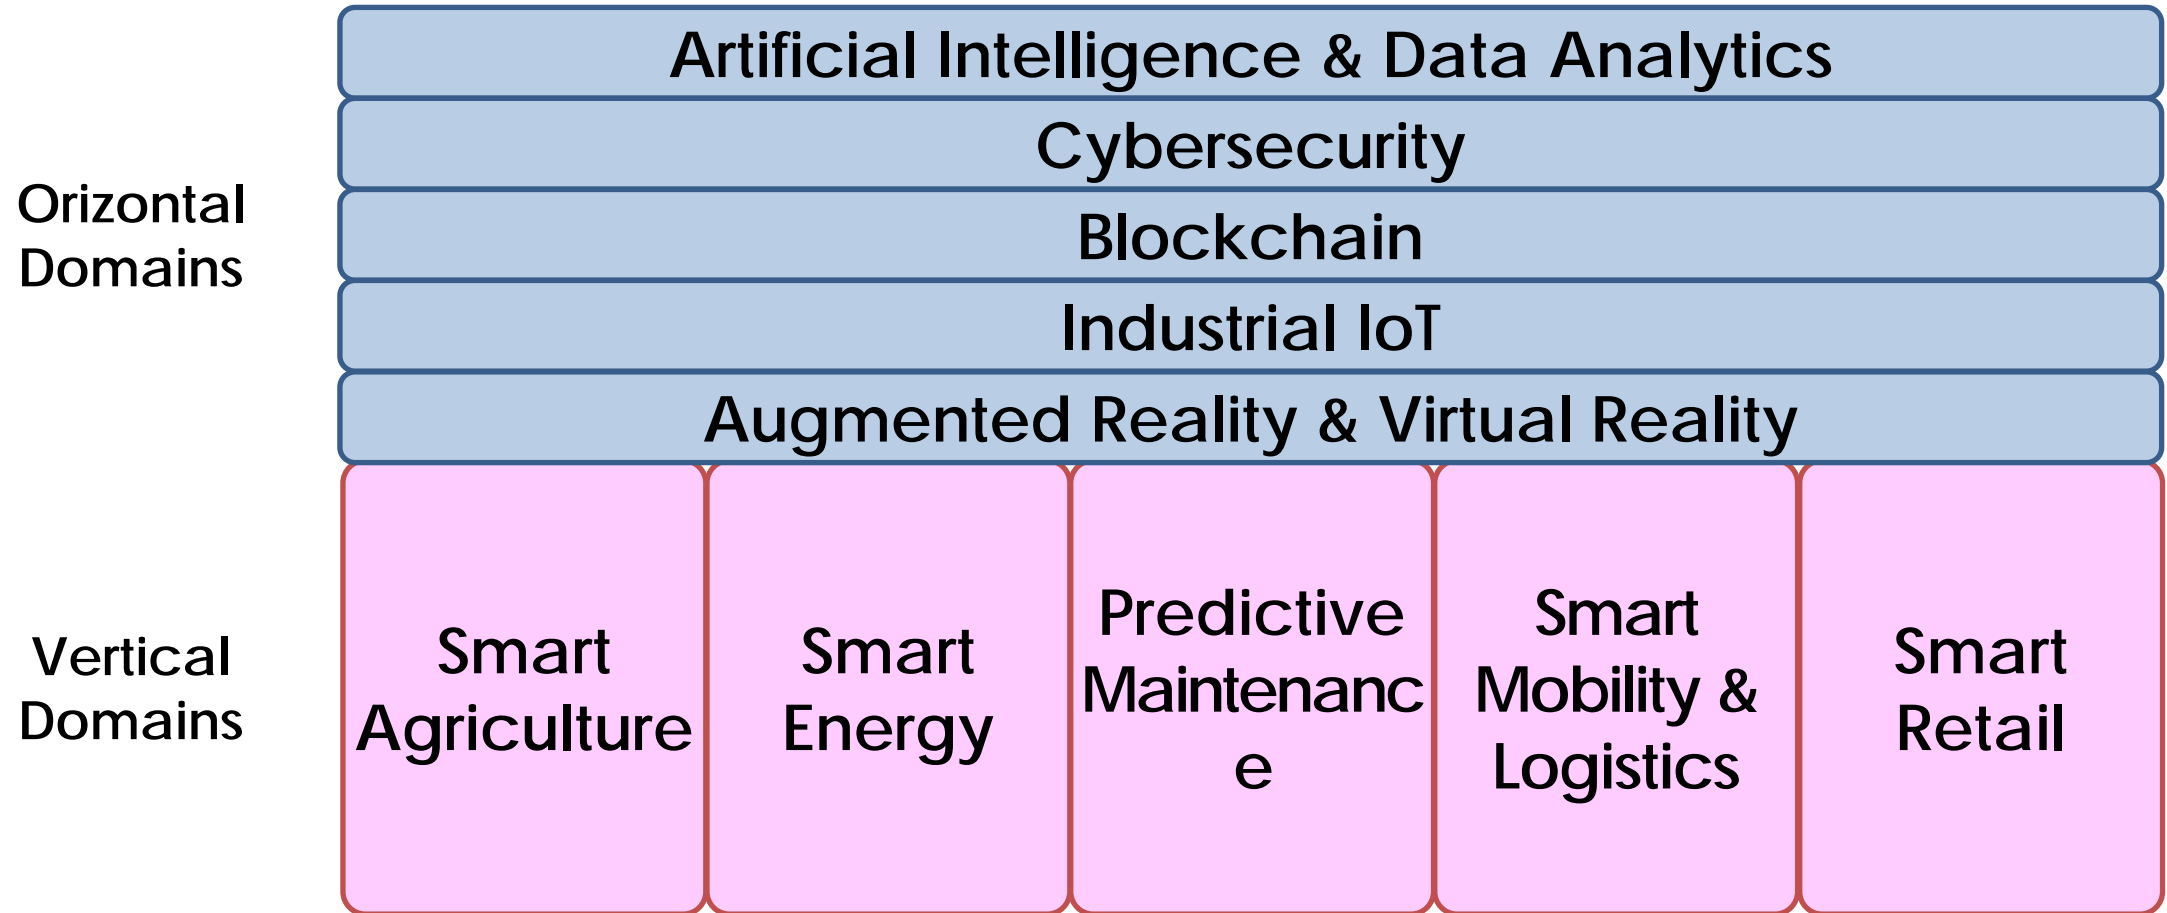 Artificial Intelligence & Data Analytics
Cybersecurity
Blockchain
Industrial IoT
Augmented Reality & Virtual Reality
Orizontal
Domains
Vertical
Domains
Smart
Agriculture
Smart
Energy
Predictive
Maintenanc
e
Smart
Mobility &
Logistics
Smart
Retail